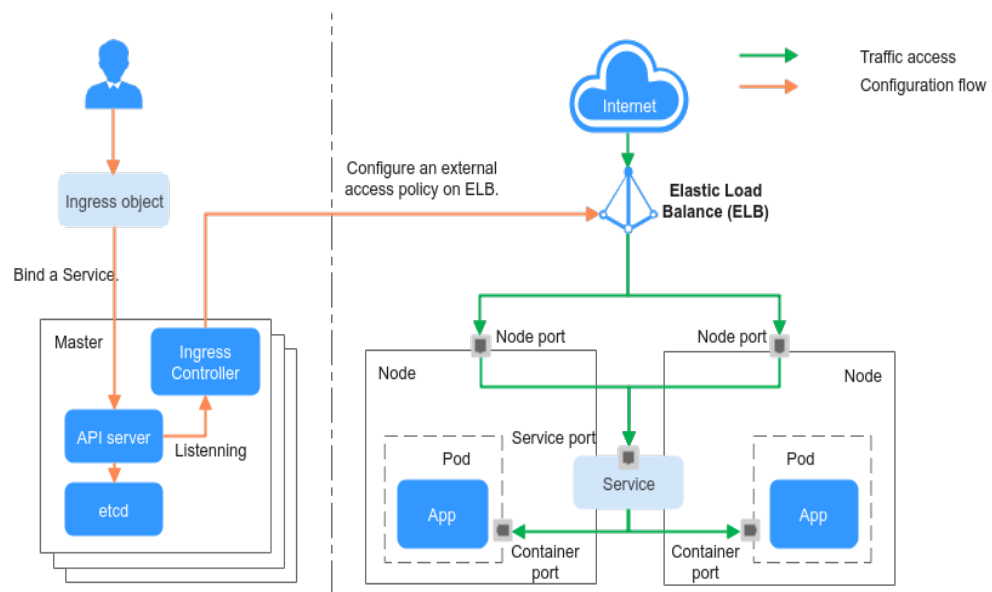 Internet
Traffic access
Configuration flow
Configure an external
access policy on ELB.
Elastic Load
Balance (ELB)
Ingress object
Bind a Service.
Master
Ingress
Controller
API server
Listenning
etcd
Node port
Node port
Node
Node
Service port
Pod
Service
Pod
App
App
Container
port
Container
port